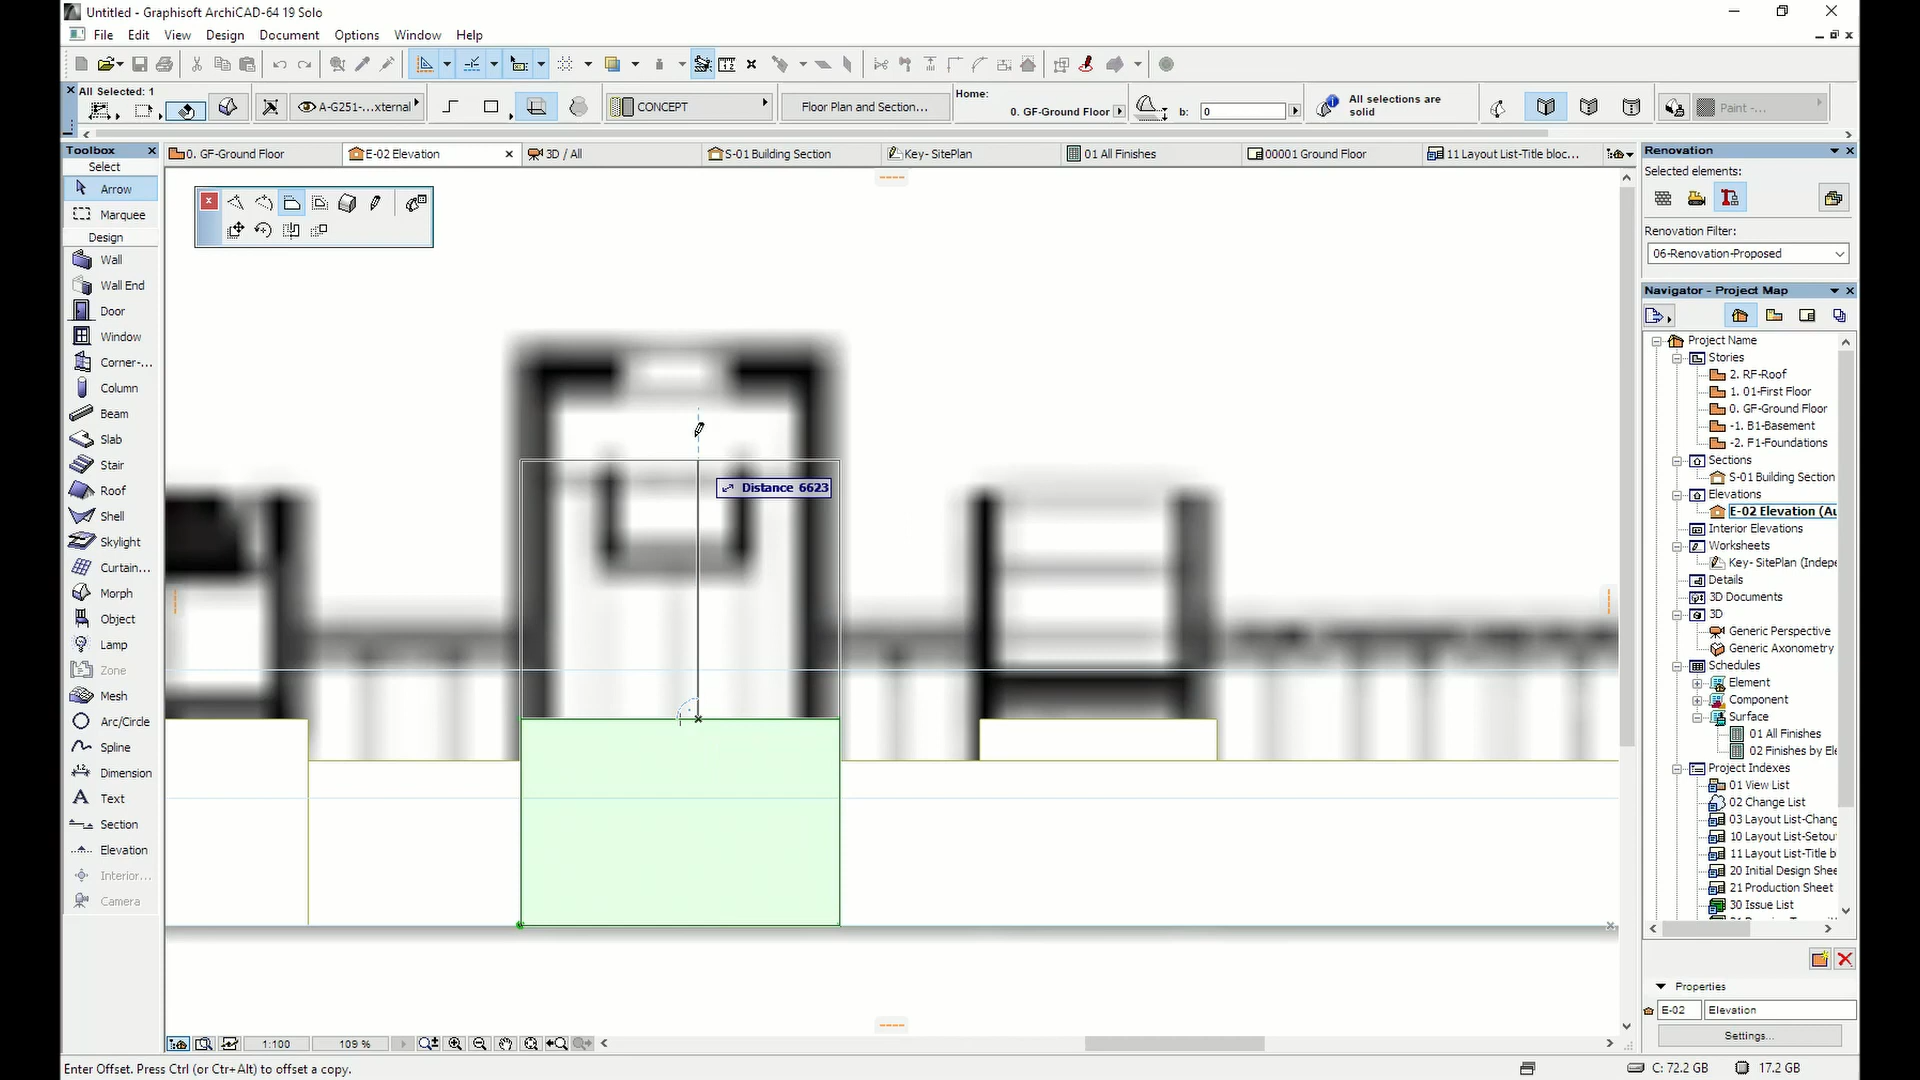 Untitled - Graphisoft ArchiCAD-64 19 Solo
File Edit View Design Document Options Window Help
All Selected: 1
A-G251-...xternal
CONCEPT
Floor Plan and Section...
Home:
0. GF-Ground Floor
b: 0
All selections are
solid
Paint -...
Toolbox
0. GF-Ground Floor
E-02 Elevation
3D / All
S-01 Building Section
Key- SitePlan
01 All Finishes
00001 Ground Floor
11 Layout List-Title bloc...
Select
Arrow
Marquee
Design
Wall
Wall End
Door
Window
Corner-...
Column
Beam
Slab
Stair
Roof
Shell
Skylight
Curtain...
Morph
Object
Lamp
Zone
Mesh
Arc/Circle
Spline
Dimension
Text
Section
Elevation
Interior...
Camera
Distance 6623
Renovation
Selected elements:
Renovation Filter:
06-Renovation-Proposed
Navigator - Project Map
Project Name
Stories
2. RF-Roof
1. 01-First Floor
0. GF-Ground Floor
-1. B1-Basement
-2. F1-Foundations
Sections
S-01 Building Section
Elevations
E-02 Elevation (Au
Interior Elevations
Worksheets
Key- SitePlan (Indepe
Details
3D Documents
3D
Generic Perspective
Generic Axonometry
Schedules
Element
Component
Surface
01 All Finishes
02 Finishes by Ele
Project Indexes
01 View List
02 Change List
03 Layout List-Chang
10 Layout List-Setou
11 Layout List-Title b
20 Initial Design Shee
21 Production Sheet
30 Issue List
Properties
E-02 Elevation
Settings...
1:100 109 %
Enter Offset. Press Ctrl (or Ctr+Alt) to offset a copy.
C: 72.2 GB 17.2 GB